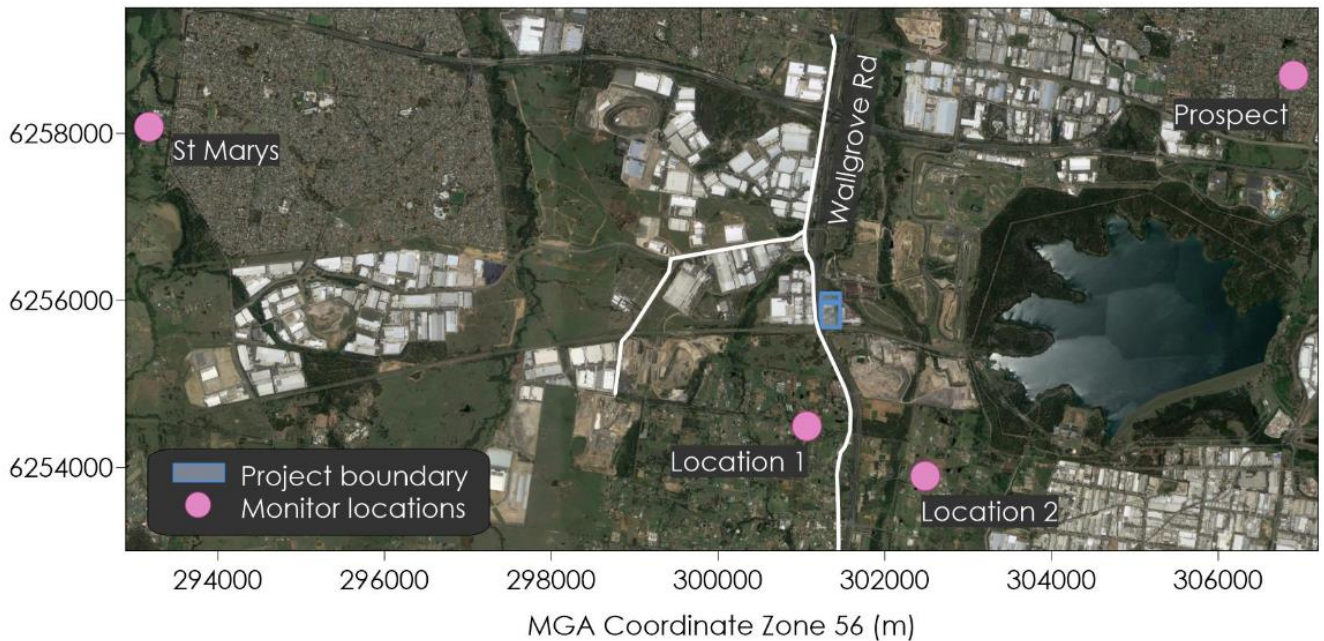 Wallgrove Rd
Prospect
6258000
St Marys
6256000
6254000
Location 1
Location 2
Project boundary
Monitor locations
294000
296000
298000
300000
302000
304000
306000
MGA Coordinate Zone 56 (m)